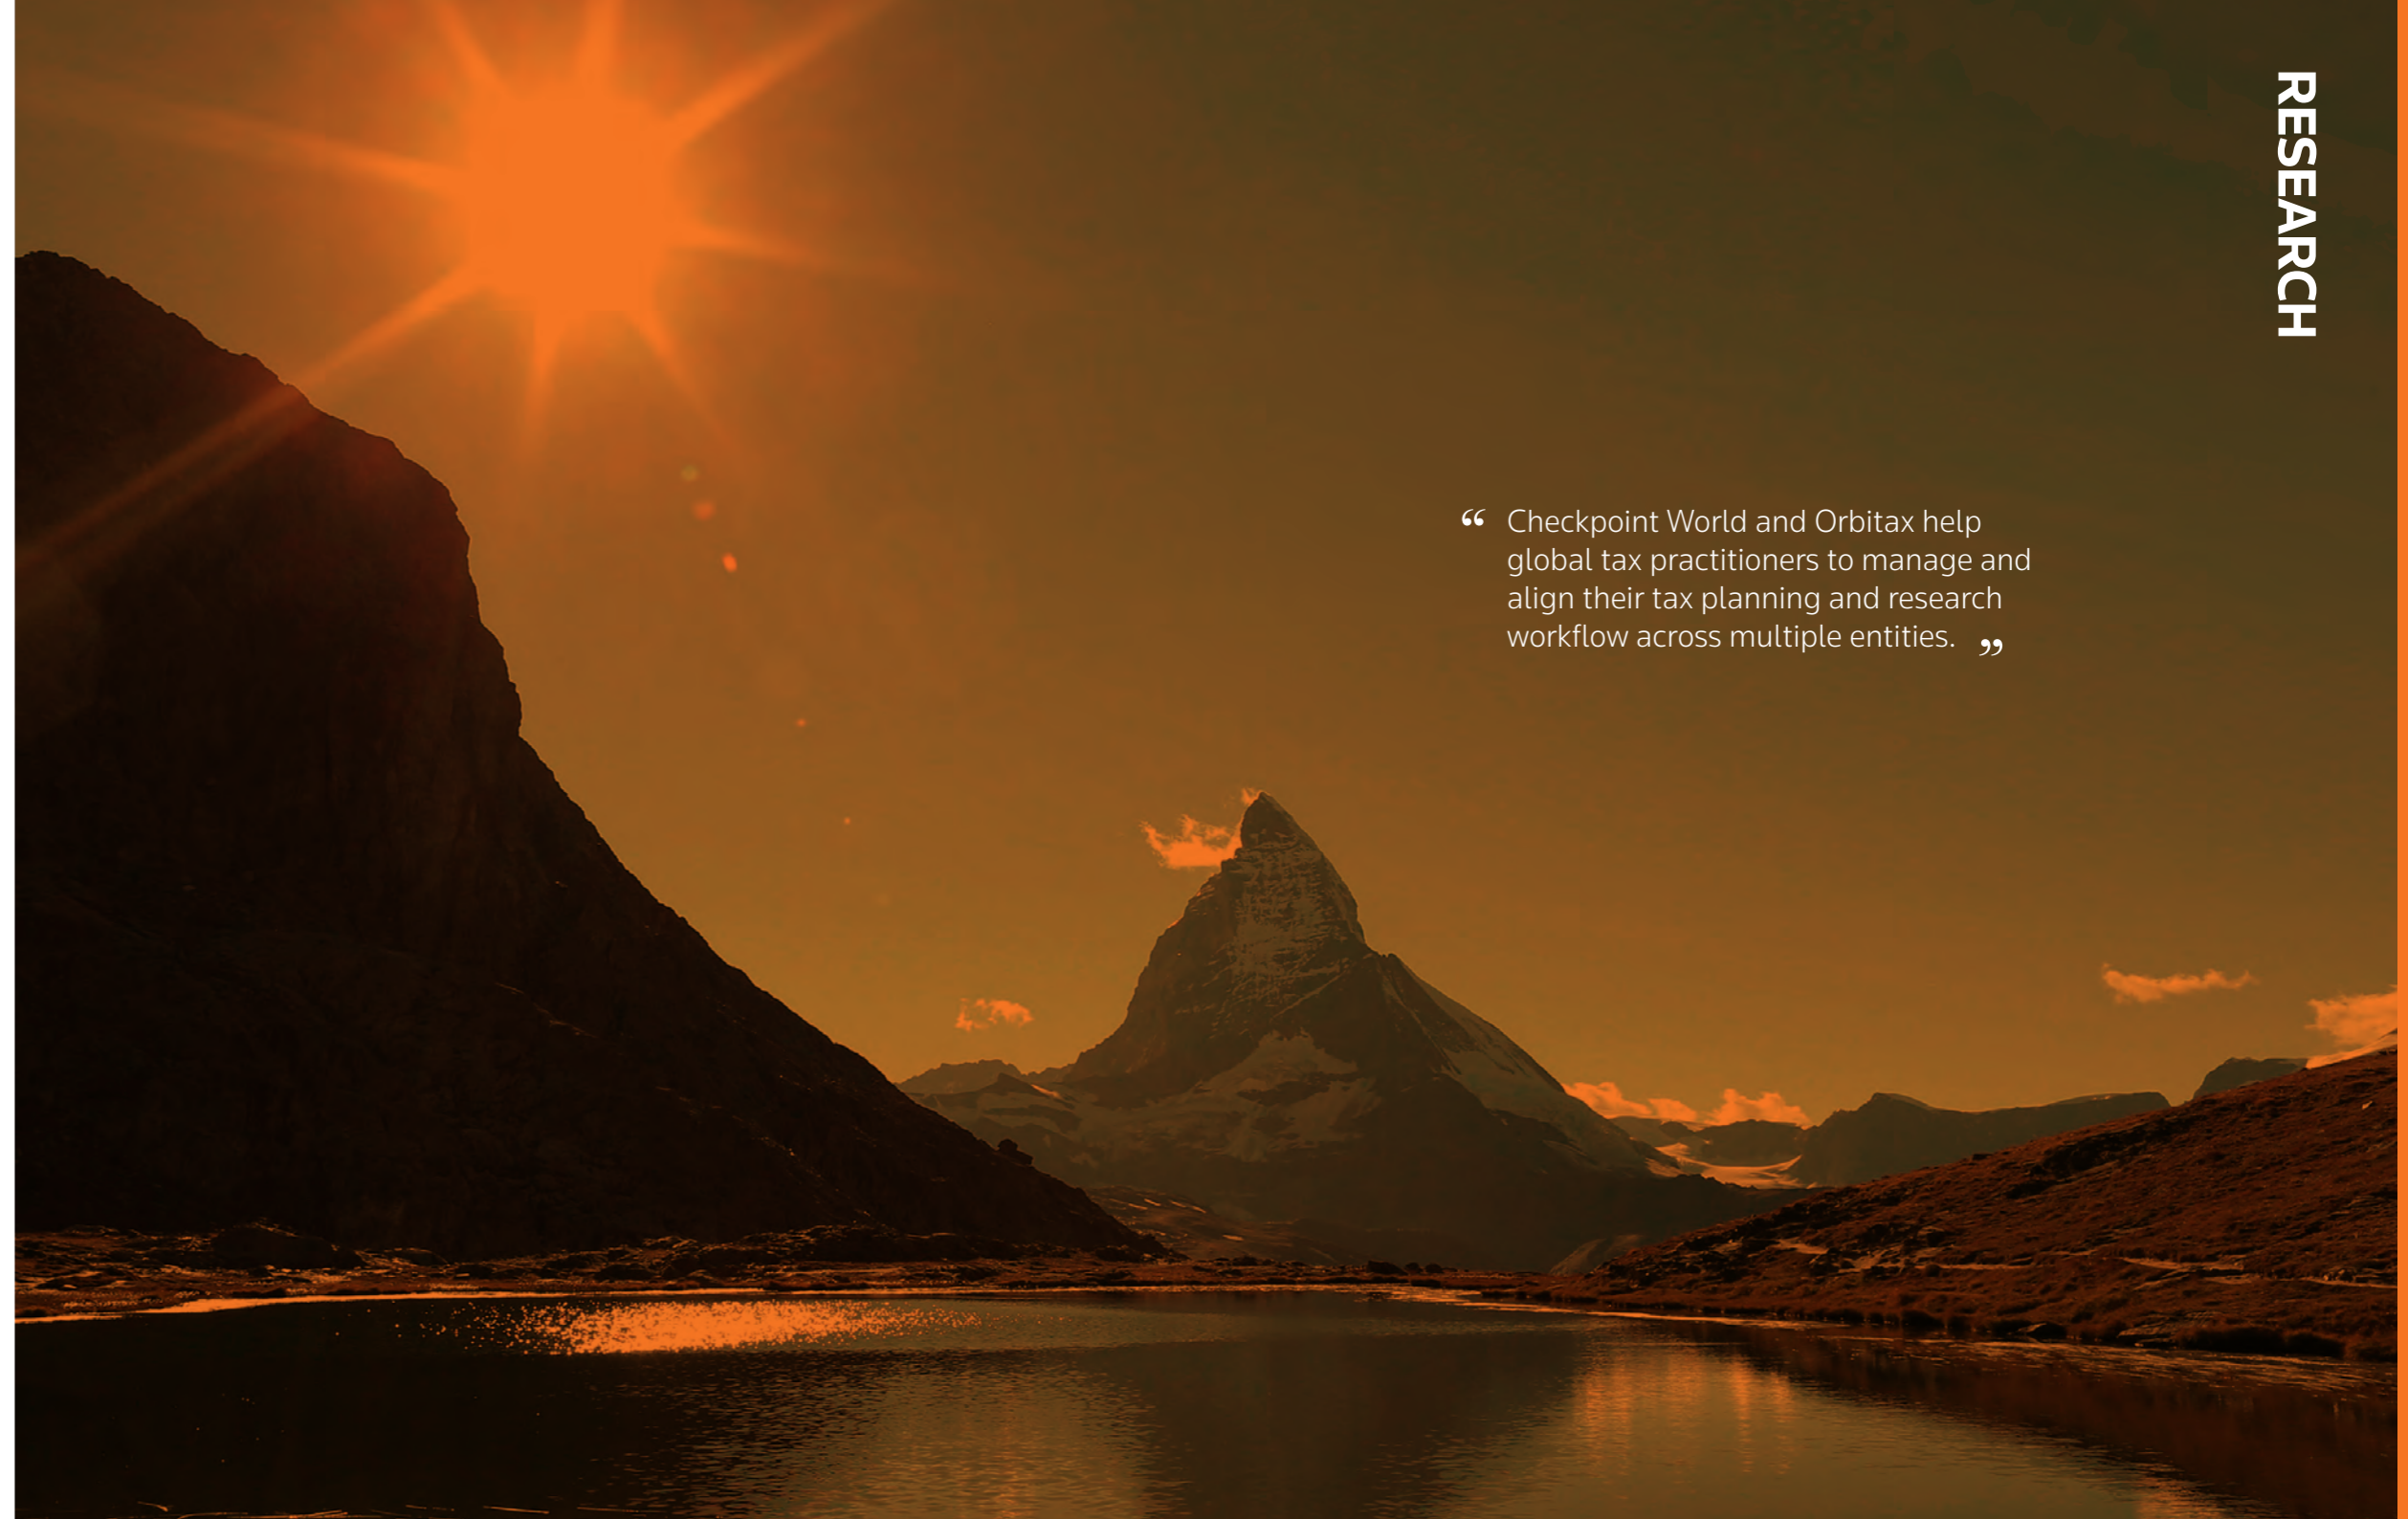 RESEARCH
“ Checkpoint World and Orbitax help
global tax practitioners to manage and
align their tax planning and research
workflow across multiple entities. ”